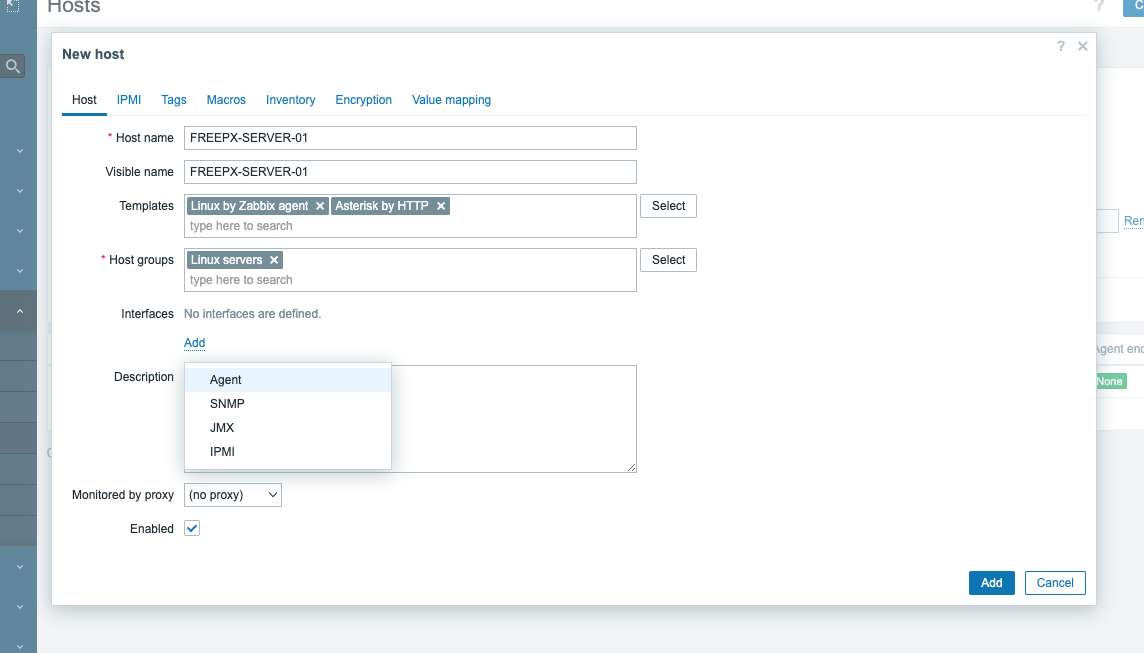 Hosts
?
New host
?
Host IPMI Tags Macros Inventory Encryption Value mapping
* Host name FREEPX-SERVER-01
Visible name FREEPX-SERVER-01
Templates Linux by Zabbix agent Asterisk by HTTP Select
type here to search
* Host groups Linux servers Select
type here to search
Interfaces No interfaces are defined.
Add
Description
Agent
SNMP
JMX
IPMI
Monitored by proxy (no proxy)
Enabled
Add Cancel
None